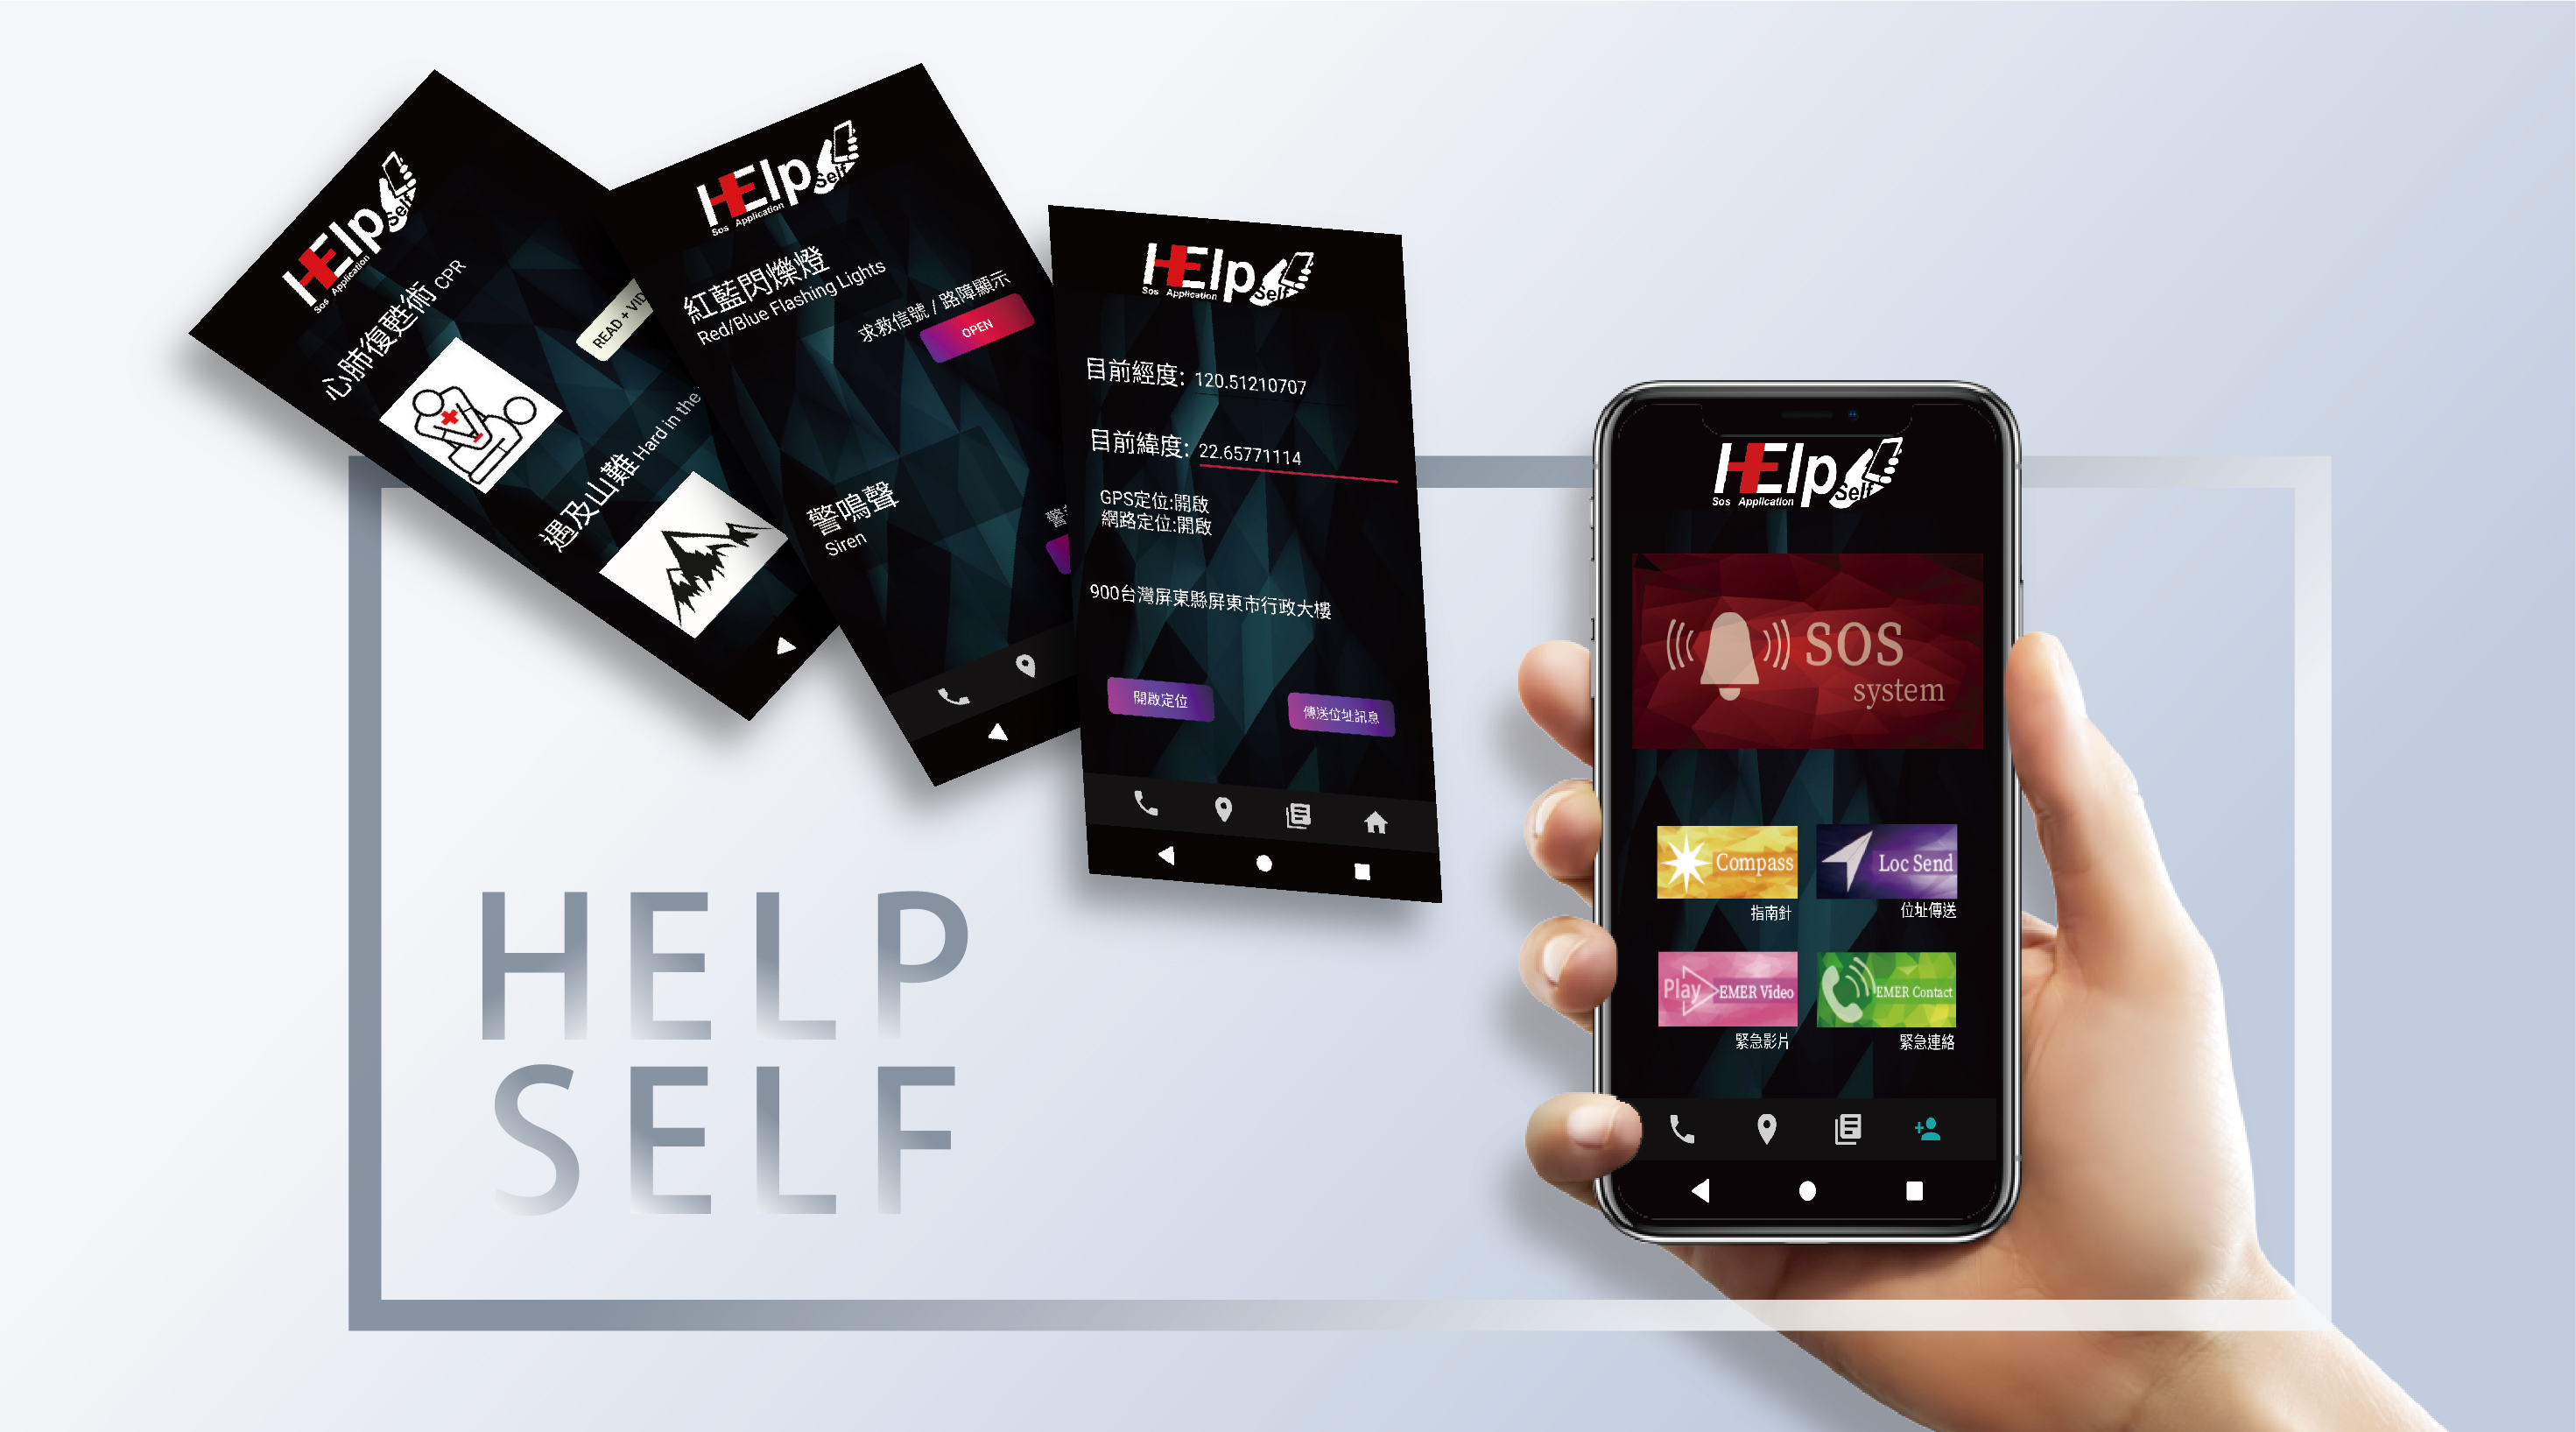 HElp
Self
Sos Application
心肺復甦術 CPR
READ + VID
遇及山難 Hard in the
HElp
Self
Sos Application
紅藍閃爍燈
Red/Blue Flashing Lights
求救信號 / 路障顯示
OPEN
警鳴聲
Siren
警
HElp
Self
Sos Application
目前經度: 120.51210707
目前緯度: 22.65771114
GPS定位:開啟
網路定位:開啟
900台灣屏東縣屏東市行政大樓
開啟定位
傳送位址訊息
HELP
SELF
HElp
Self
Sos Application
SOS
system
Compass
指南針
Loc Send
位址傳送
Play EMER Video
緊急影片
EMER Contact
緊急連絡